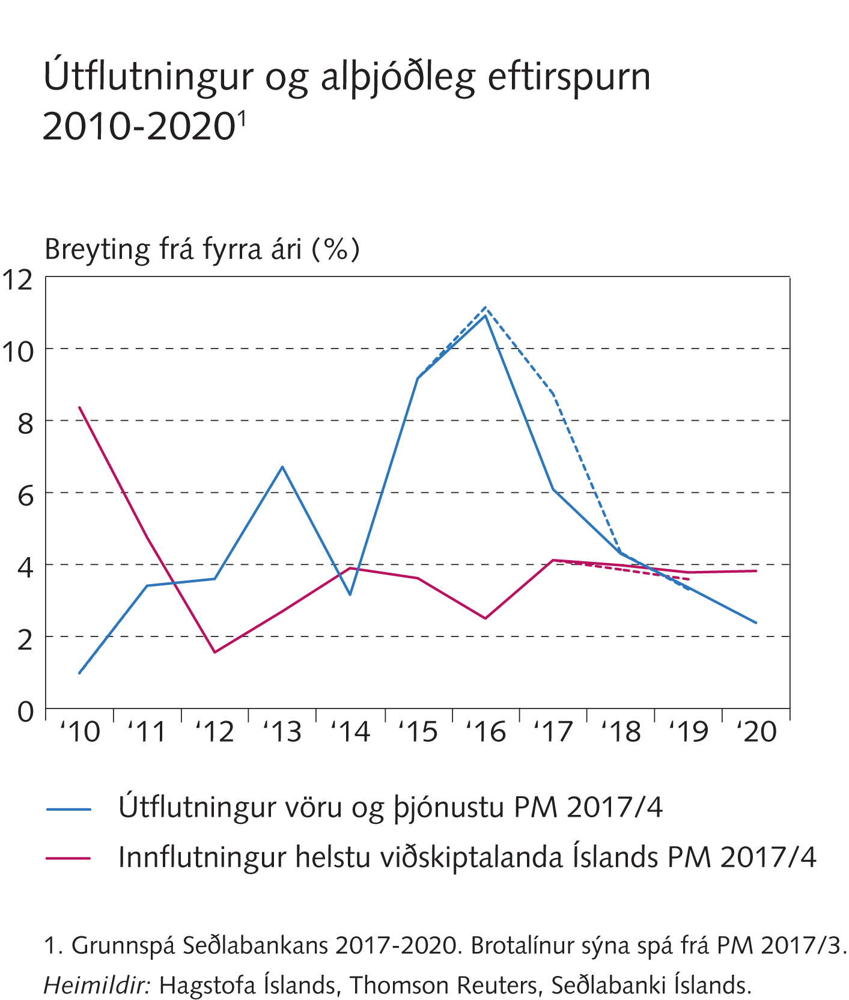 Útflutningur og alþjóðleg eftirspurn
2010-2020¹
Breyting frá fyrra ári (%)
12
10
8
6
4
2
0
‘10 ‘11 ‘12 ‘13 ‘14 ‘15 ‘16 ‘17 ‘18 ‘19 ‘20
Útflutningur vöru og þjónustu PM 2017/4
Innflutningur helstu viðskiptalanda Íslands PM 2017/4
1. Grunnspá Seðlabankans 2017-2020. Brotalínur sýna spá frá PM 2017/3.
Heimildir: Hagstofa Íslands, Thomson Reuters, Seðlabanki Íslands.